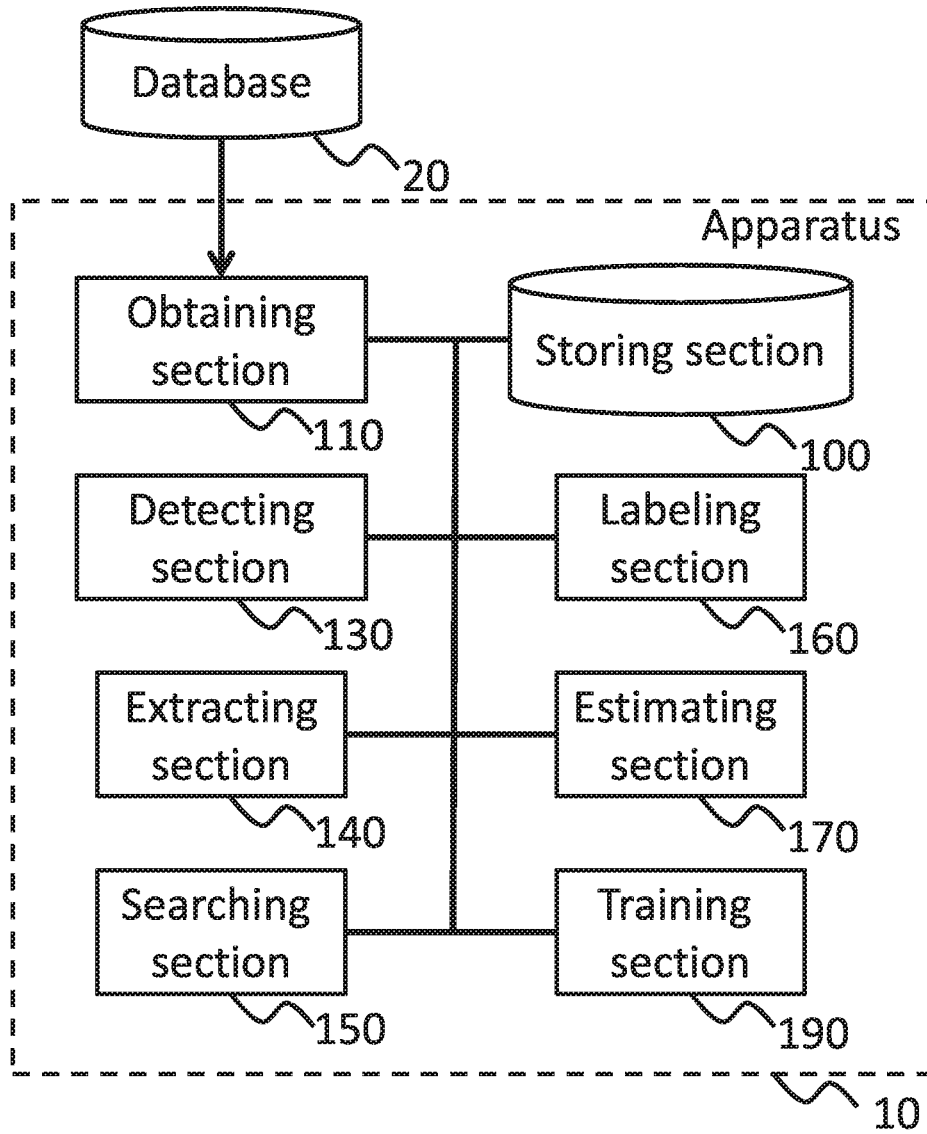 Database
20
Apparatus
Obtaining
section
110
Storing section
100
Detecting
section
130
Labeling
section
160
Extracting
section
140
Estimating
section
170
Searching
section
150
Training
section
190
10